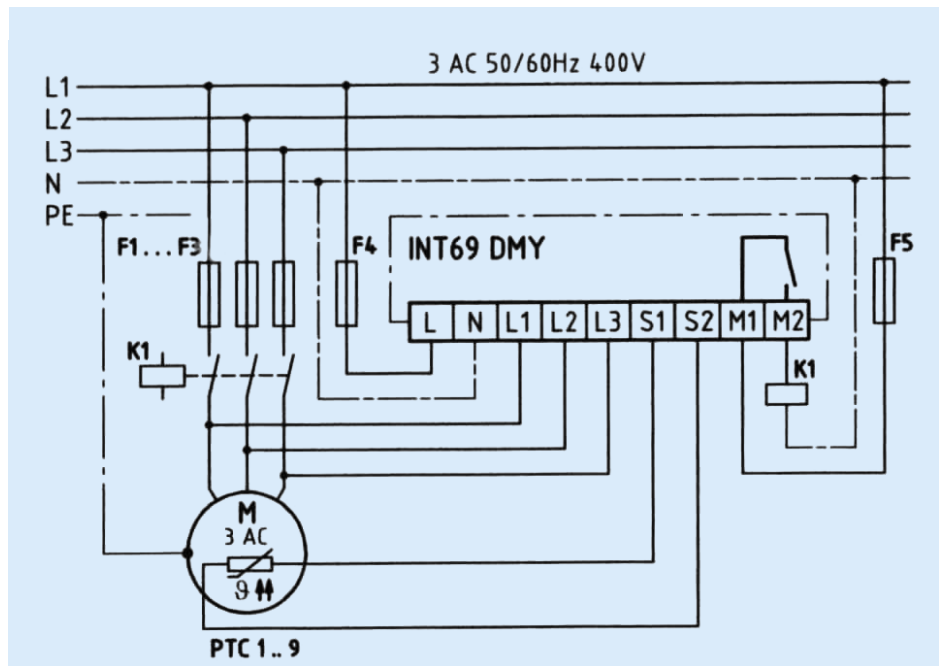 3 AC 50/60Hz 400V
L1
L2
L3
N
PE
F1...F3
F4
INT69 DMY
F5
L N L1 L2 L3 S1 S2 M1 M2
K1
K1
M
3 AC
ϑ
PTC 1.. 9